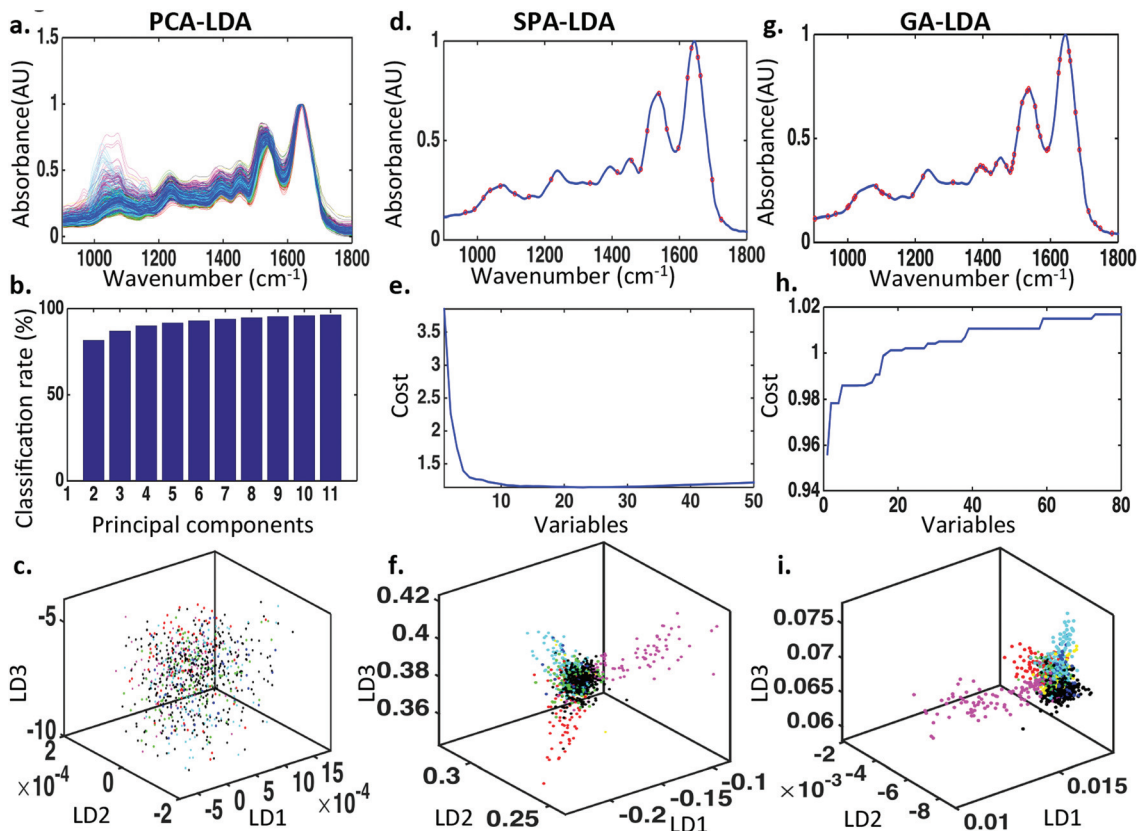 PCA-LDA
SPA-LDA
GA-LDA
a.
1.5
1
0.5
0
Absorbance(AU)
1000 1200 1400 1600 1800
Wavenumber (cm-1)
d.
1
0.5
0
Absorbance(AU)
1000 1200 1400 1600 1800
Wavenumber (cm-1)
g.
1
0.5
0
Absorbance(AU)
1000 1200 1400 1600 1800
Wavenumber (cm-1)
b.
100
50
0
Classification rate (%)
1 2 3 4 5 6 7 8 9 10 11
Principal components
e.
3.5
3
2.5
2
1.5
Cost
10 20 30 40 50
Variables
h.
1.02
1.0
0.98
0.96
0.94
Cost
0 20 40 60 80
Variables
c.
-5
-10
LD3
2
0
-2
×10-4
LD2
-5 0 5 10 15
×10-4
LD1
f.
0.42
0.4
0.38
0.36
LD3
0.3
0.25
LD2
-0.2
-0.15
-0.1
LD1
i.
0.075
0.07
0.065
0.06
LD3
-2
×10-3
-4
-6
-8
LD2
0.01
0.015
LD1